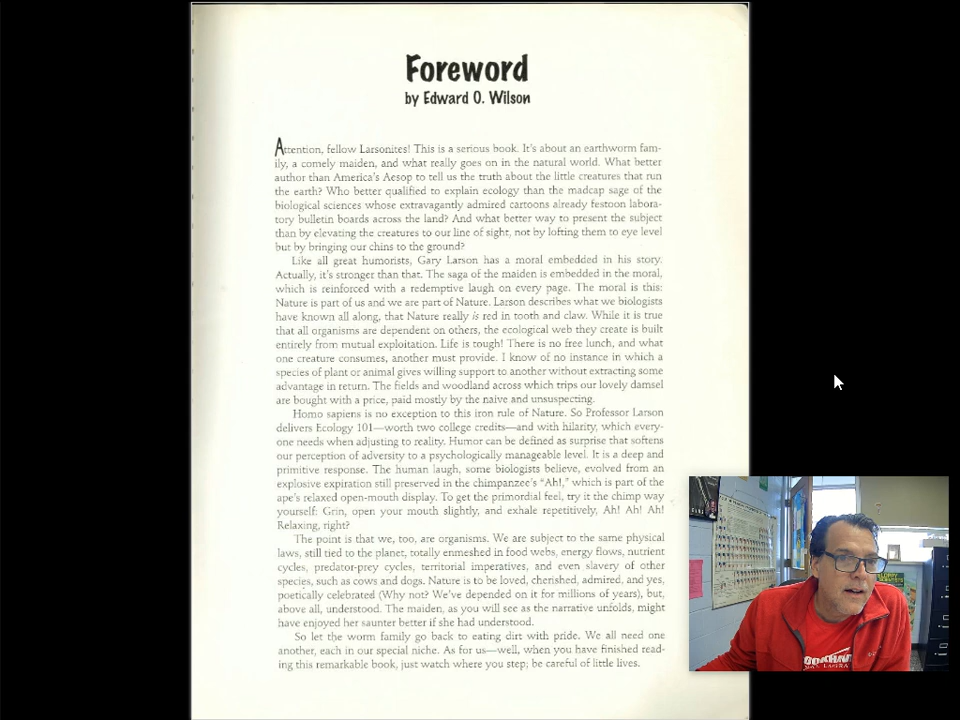 Foreword
by Edward O. Wilson
Attention, fellow Larsonites! This is a serious book. It's about an earthworm fam-
ily, a comely maiden, and what really goes on in the natural world. What better
author than America's Aesop to tell us the truth about the little creatures that run
the earth? Who better qualified to explain ecology than the madcap sage of the
biological sciences whose extravagantly admired cartoons already festoon labora-
tory bulletin boards across the land? And what better way to present the subject
than by elevating the creatures to our line of sight, not by lofting them to eye level
but by bringing our chins to the ground?
Like all great humorists, Gary Larson has a moral embedded in his story.
Actually, it's stronger than that. The saga of the maiden is embedded in the moral,
which is reinforced with a redemptive laugh on every page. The moral is this:
Nature is part of us and we are part of Nature. Larson describes what we biologists
have known all along, that Nature really is red in tooth and claw. While it is true
that all organisms are dependent on others, the ecological web they create is built
entirely from mutual exploitation. Life is tough! There is no free lunch, and what
one creature consumes, another must provide. I know of no instance in which a
species of plant or animal gives willing support to another without extracting some
advantage in return. The fields and woodland across which trips our lovely damsel
are bought with a price, paid mostly by the naive and unsuspecting.
Homo sapiens is no exception to this iron rule of Nature. So Professor Larson
delivers Ecology 101—worth two college credits—and with hilarity, which every-
one needs when adjusting to reality. Humor can be defined as surprise that softens
our perception of adversity to a psychologically manageable level. It is a deep and
primitive response. The human laugh, some biologists believe, evolved from an
explosive expiration still preserved in the chimpanzee's “Ah!,” which is part of the
ape's relaxed open-mouth display. To get the primordial feel, try it the chimp way
yourself: Grin, open your mouth slightly, and exhale repetitively, Ah! Ah! Ah!
Relaxing, right?
The point is that we, too, are organisms. We are subject to the same physical
laws, still tied to the planet, totally enmeshed in food webs, energy flows, nutrient
cycles, predator-prey cycles, territorial imperatives, and even slavery of other
species, such as cows and dogs. Nature is to be loved, cherished, admired, and yes,
poetically celebrated (Why not? We've depended on it for millions of years), but,
above all, understood. The maiden, as you will see as the narrative unfolds, might
have enjoyed her saunter better if she had understood.
So let the worm family go back to eating dirt with pride. We all need one
another, each in our special niche. As for us—well, when you have finished read-
ing this remarkable book, just watch where you step; be careful of little lives.